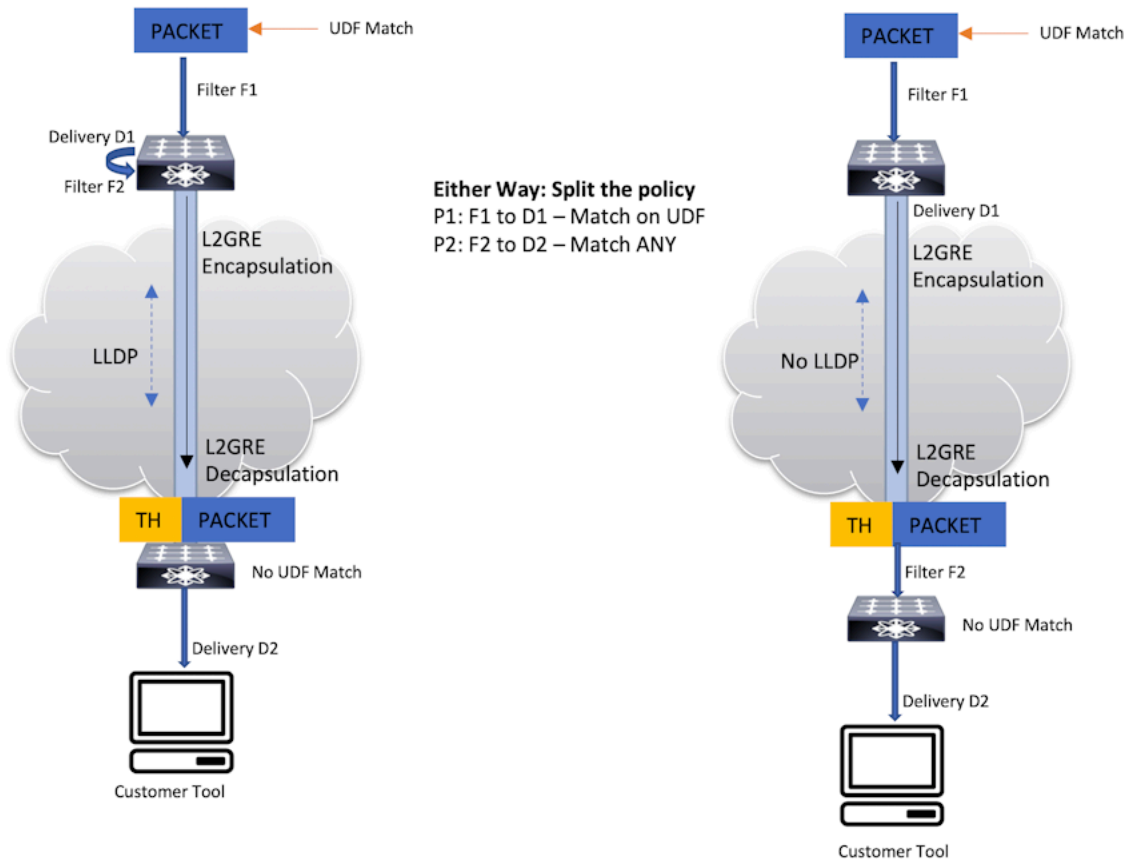 PACKET
UDF Match
Filter F1
Delivery D1
Filter F2
L2GRE
Encapsulation
LLDP
L2GRE
Decapsulation
TH
PACKET
No UDF Match
Delivery D2
Customer Tool
Either Way: Split the policy
P1: F1 to D1 – Match on UDF
P2: F2 to D2 – Match ANY
PACKET
UDF Match
Filter F1
Delivery D1
L2GRE
Encapsulation
No LLDP
L2GRE
Decapsulation
TH
PACKET
Filter F2
No UDF Match
Delivery D2
Customer Tool